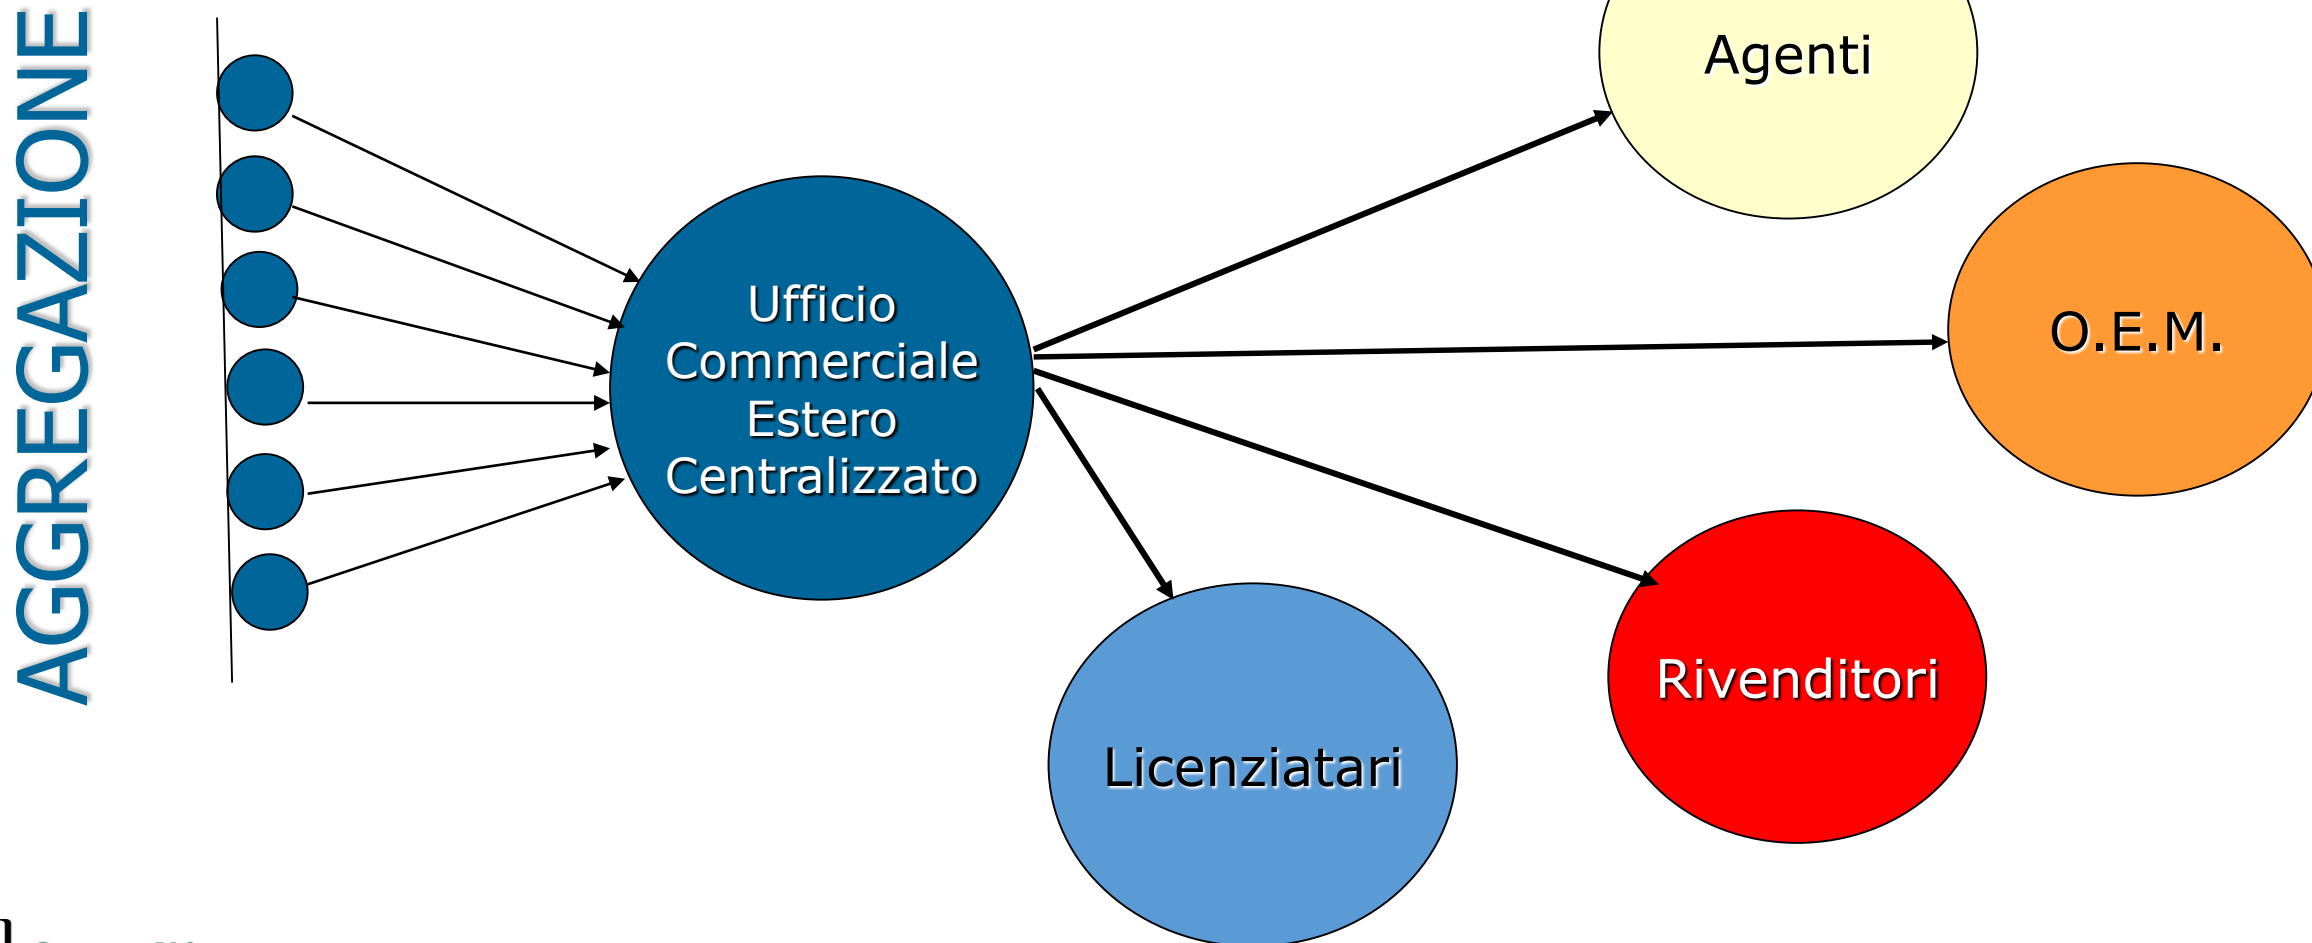 AGGREGAZIONE
Agenti
O.E.M.
Ufficio
Commerciale
Estero
Centralizzato
Rivenditori
Licenziatari